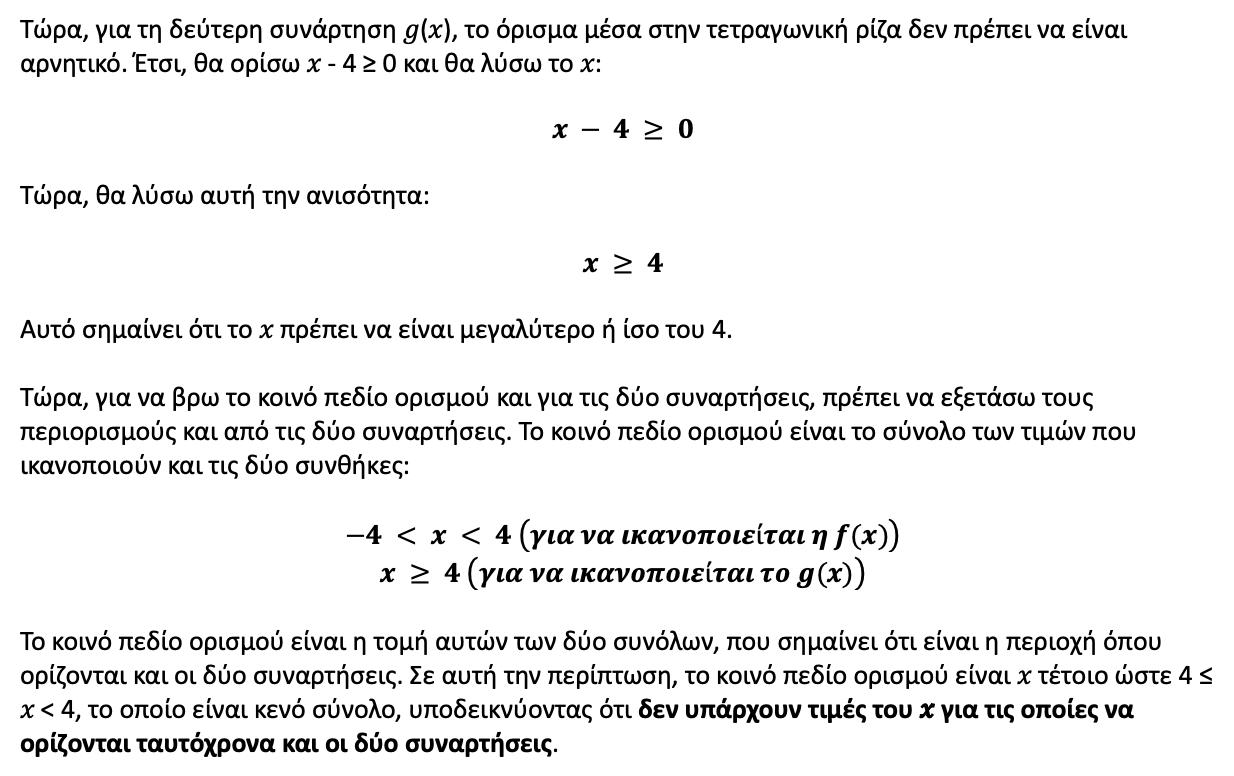 Τώρα, για τη δεύτερη συνάρτηση g(x), το όρισμα μέσα στην τετραγωνική ρίζα δεν πρέπει να είναι
αρνητικό. Έτσι, θα ορίσω x - 4 ≥ 0 και θα λύσω το x:
x − 4 ≥ 0
Τώρα, θα λύσω αυτή την ανισότητα:
x ≥ 4
Αυτό σημαίνει ότι το x πρέπει να είναι μεγαλύτερο ή ίσο του 4.
Τώρα, για να βρω το κοινό πεδίο ορισμού και για τις δύο συναρτήσεις, πρέπει να εξετάσω τους
περιορισμούς και από τις δύο συναρτήσεις. Το κοινό πεδίο ορισμού είναι το σύνολο των τιμών που
ικανοποιούν και τις δύο συνθήκες:
−4 < x < 4 (για να ικανοποιείται η f(x))
x ≥ 4 (για να ικανοποιείται το g(x))
Το κοινό πεδίο ορισμού είναι η τομή αυτών των δύο συνόλων, που σημαίνει ότι είναι η περιοχή όπου
ορίζονται και οι δύο συναρτήσεις. Σε αυτή την περίπτωση, το κοινό πεδίο ορισμού είναι x τέτοιο ώστε 4 ≤
x < 4, το οποίο είναι κενό σύνολο, υποδεικνύοντας ότι δεν υπάρχουν τιμές του x για τις οποίες να
ορίζονται ταυτόχρονα και οι δύο συναρτήσεις.